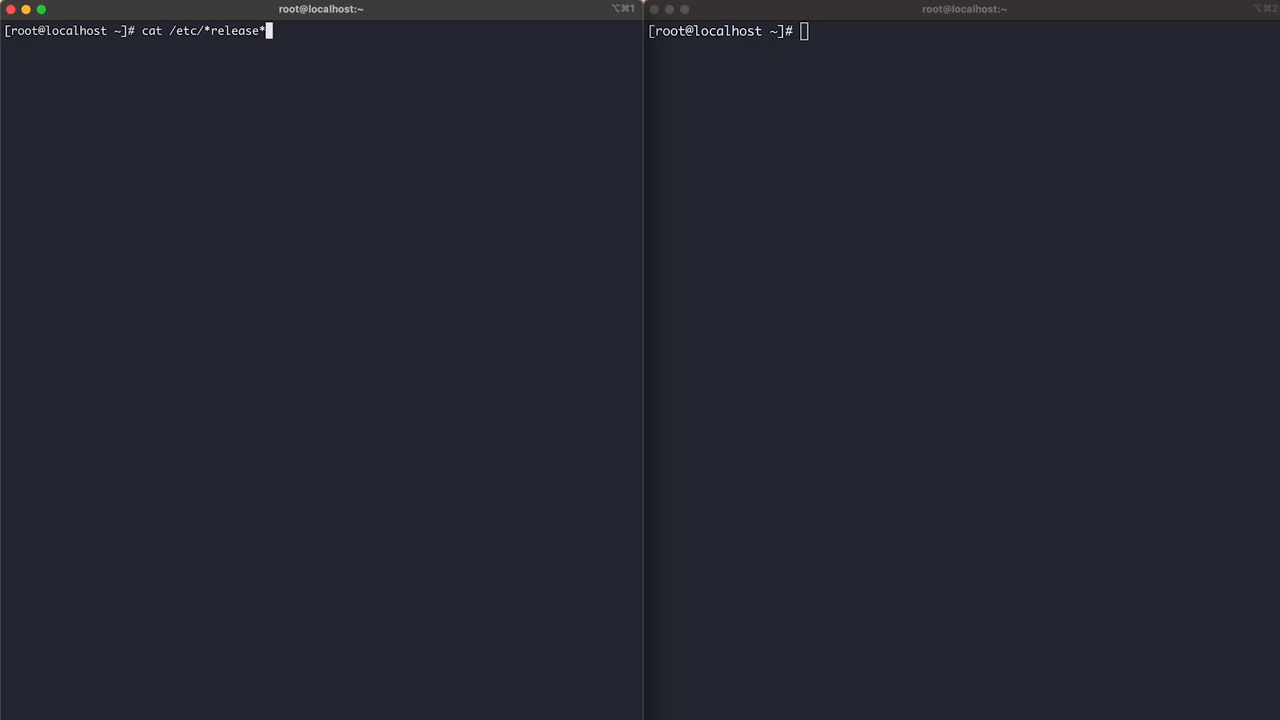 root@localhost:~
⌥⌘1
[root@localhost ~]# cat /etc/*release*
root@localhost:~
⌥⌘2
[root@localhost ~]#